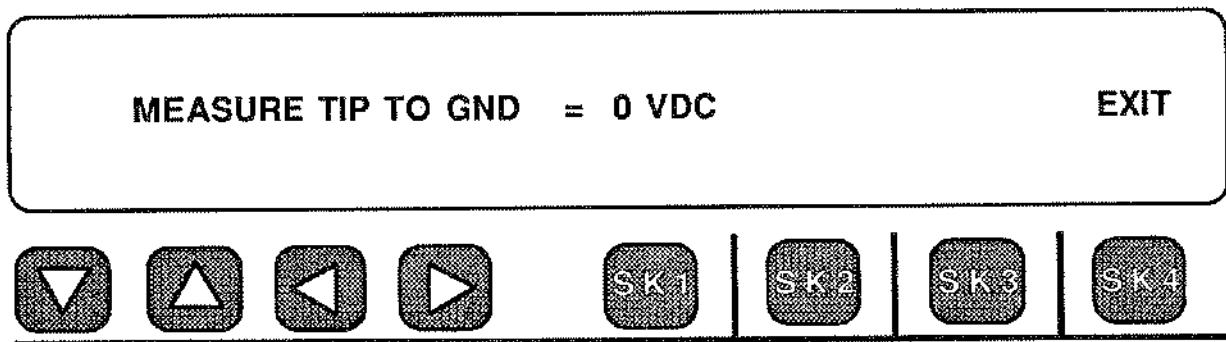 MEASURE TIP TO GND = 0 VDC EXIT
SK1 SK2 SK3 SK4